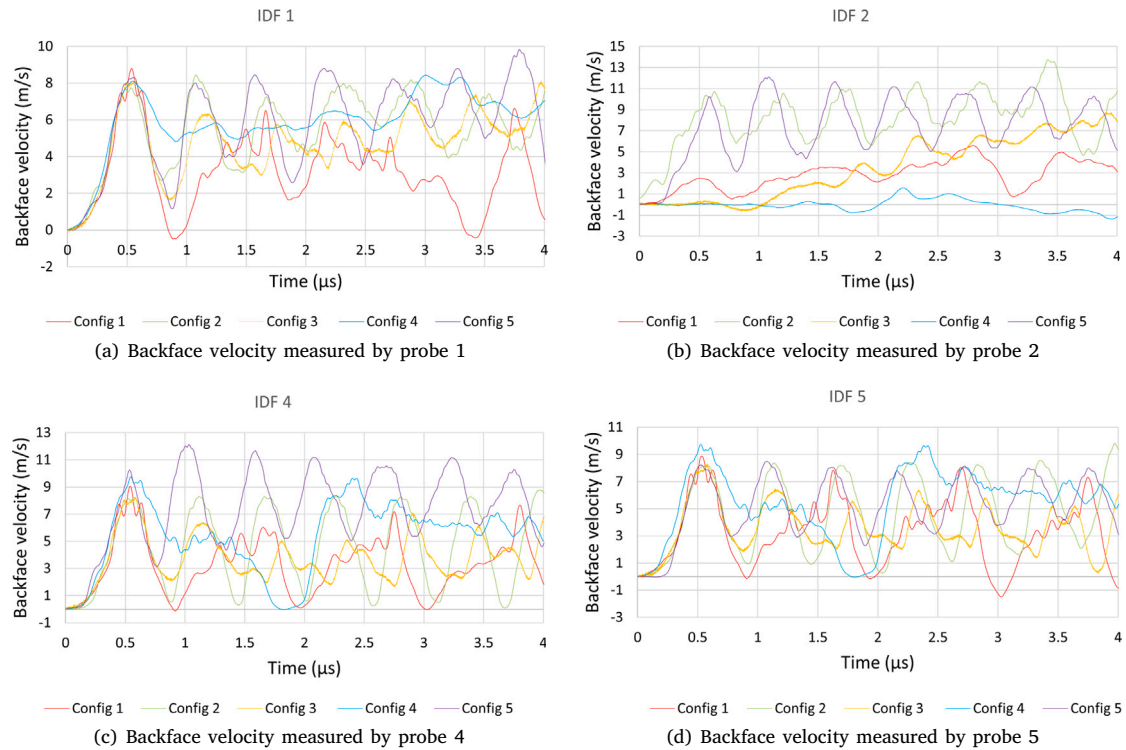 IDF 1
Backface velocity (m/s)
10
8
6
4
2
0
-2
0 0.5 1 1.5 2 2.5 3 3.5 4
Time (µs)
Config 1 Config 2 Config 3 Config 4 Config 5
(a) Backface velocity measured by probe 1
IDF 2
Backface velocity (m/s)
15
13
11
9
7
5
3
1
-1
-3
0 0.5 1 1.5 2 2.5 3 3.5 4
Time (µs)
Config 1 Config 2 Config 3 Config 4 Config 5
(b) Backface velocity measured by probe 2
IDF 4
Backface velocity (m/s)
13
11
9
7
5
3
1
-1
0 0.5 1 1.5 2 2.5 3 3.5 4
Time (µs)
Config 1 Config 2 Config 3 Config 4 Config 5
(c) Backface velocity measured by probe 4
IDF 5
Backface velocity (m/s)
11
9
7
5
3
1
-1
-3
0 0.5 1 1.5 2 2.5 3 3.5 4
Time (µs)
Config 1 Config 2 Config 3 Config 4 Config 5
(d) Backface velocity measured by probe 5